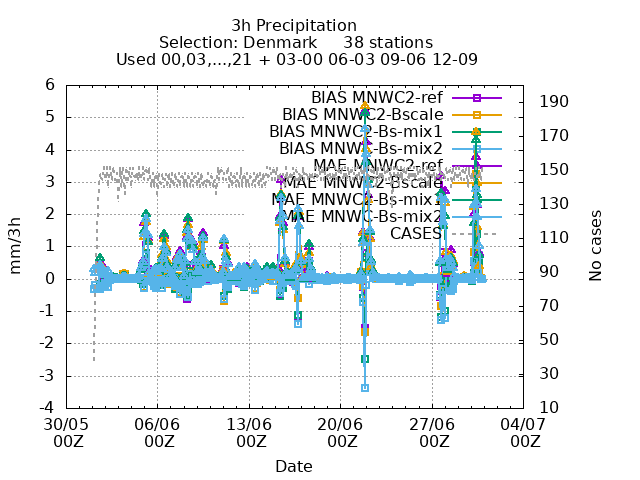 3h Precipitation
Selection: Denmark 38 stations
Used 00,03,...,21 + 03-00 06-03 09-06 12-09
BIAS MNWC2-ref
BIAS MNWC2-Bscale
BIAS MNWC2-Bs-mix1
BIAS MNWC-Bs-mix2
MAE MNWC2-ref
MAE MNWC2-Bscale
MAE MNWC2-Bs-mix1
MAE MNWC-Bs-mix2
CASES
mm/3h
6
5
4
3
2
1
0
-1
-2
-3
-4
190
170
150
130
110
90
70
50
30
10
No cases
30/05 06/06 13/06 20/06 27/06 04/07
00Z 00Z 00Z 00Z 00Z 00Z
Date